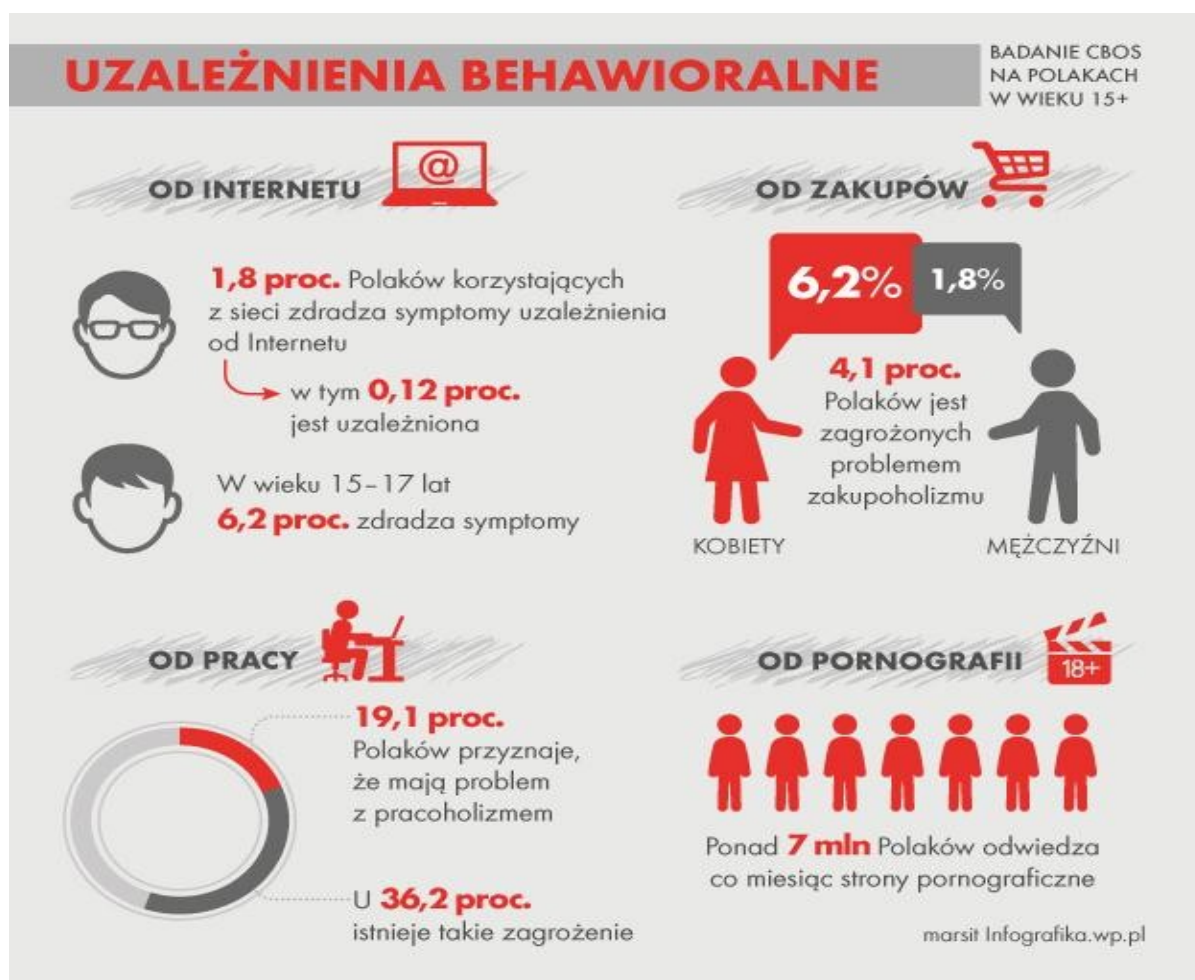 UZALEŻNIENIA BEHAWIORALNE
BADANIE CBOS
NA POLAKACH
W WIEKU 15+
OD INTERNETU
@
1,8 proc. Polaków korzystających
z sieci zdradza symptomy uzależnienia
od Internetu
w tym 0,12 proc.
jest uzależniona
W wieku 15–17 lat
6,2 proc. zdradza symptomy
OD ZAKUPÓW
6,2%
1,8%
4,1 proc.
Polaków jest
zagrożonych
problemem
zakupoholizmu
KOBIETY
MĘŻCZYŹNI
OD PRACY
19,1 proc.
Polaków przyznaje,
że mają problem
z pracoholizmem
U 36,2 proc.
istnieje takie zagrożenie
OD PORNOGRAFII
18+
Ponad 7 mln Polaków odwiedza
co miesiąc strony pornograficzne
marsit Infografika.wp.pl